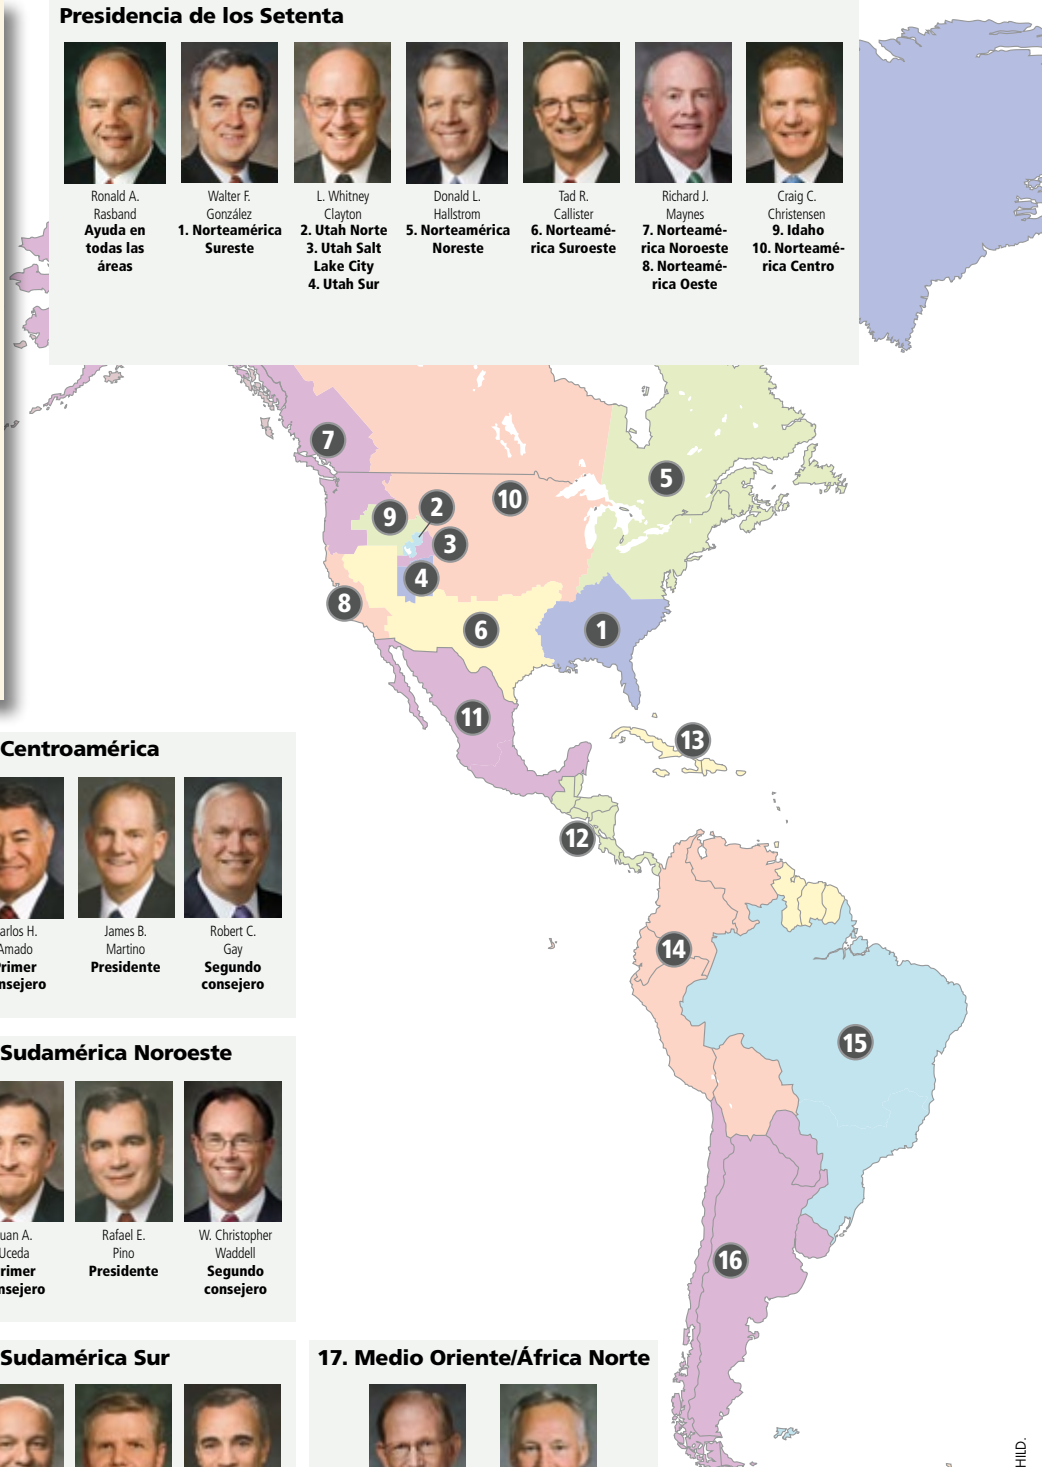 Presidencia de los Setenta
Ronald A.
Rasband
Ayuda en
todas las
áreas
Walter F.
González
1. Norteamérica
Sureste
L. Whitney
Clayton
2. Utah Norte
3. Utah Salt
Lake City
4. Utah Sur
Donald L.
Hallstrom
5. Norteamérica
Noreste
Tad R.
Callister
6. Norteamé-
rica Suroeste
Richard J.
Maynes
7. Norteamé-
rica Noroeste
8. Norteamé-
rica Oeste
Craig C.
Christensen
9. Idaho
10. Norteamé-
rica Centro
7
5
10
2
9
3
4
8
6
1
11
13
12
14
15
16
Centroamérica
arlos H.
Amado
rimer
nsejero
James B.
Martino
Presidente
Robert C.
Gay
Segundo
consejero
Sudamérica Noroeste
uan A.
Uceda
rimer
nsejero
Rafael E.
Pino
Presidente
W. Christopher
Waddell
Segundo
consejero
Sudamérica Sur
17. Medio Oriente/África Norte
HILD.